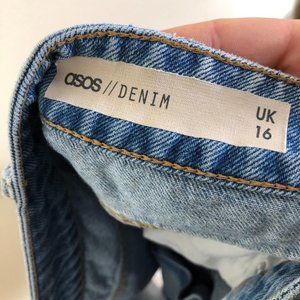 asos // DENIM
UK
16